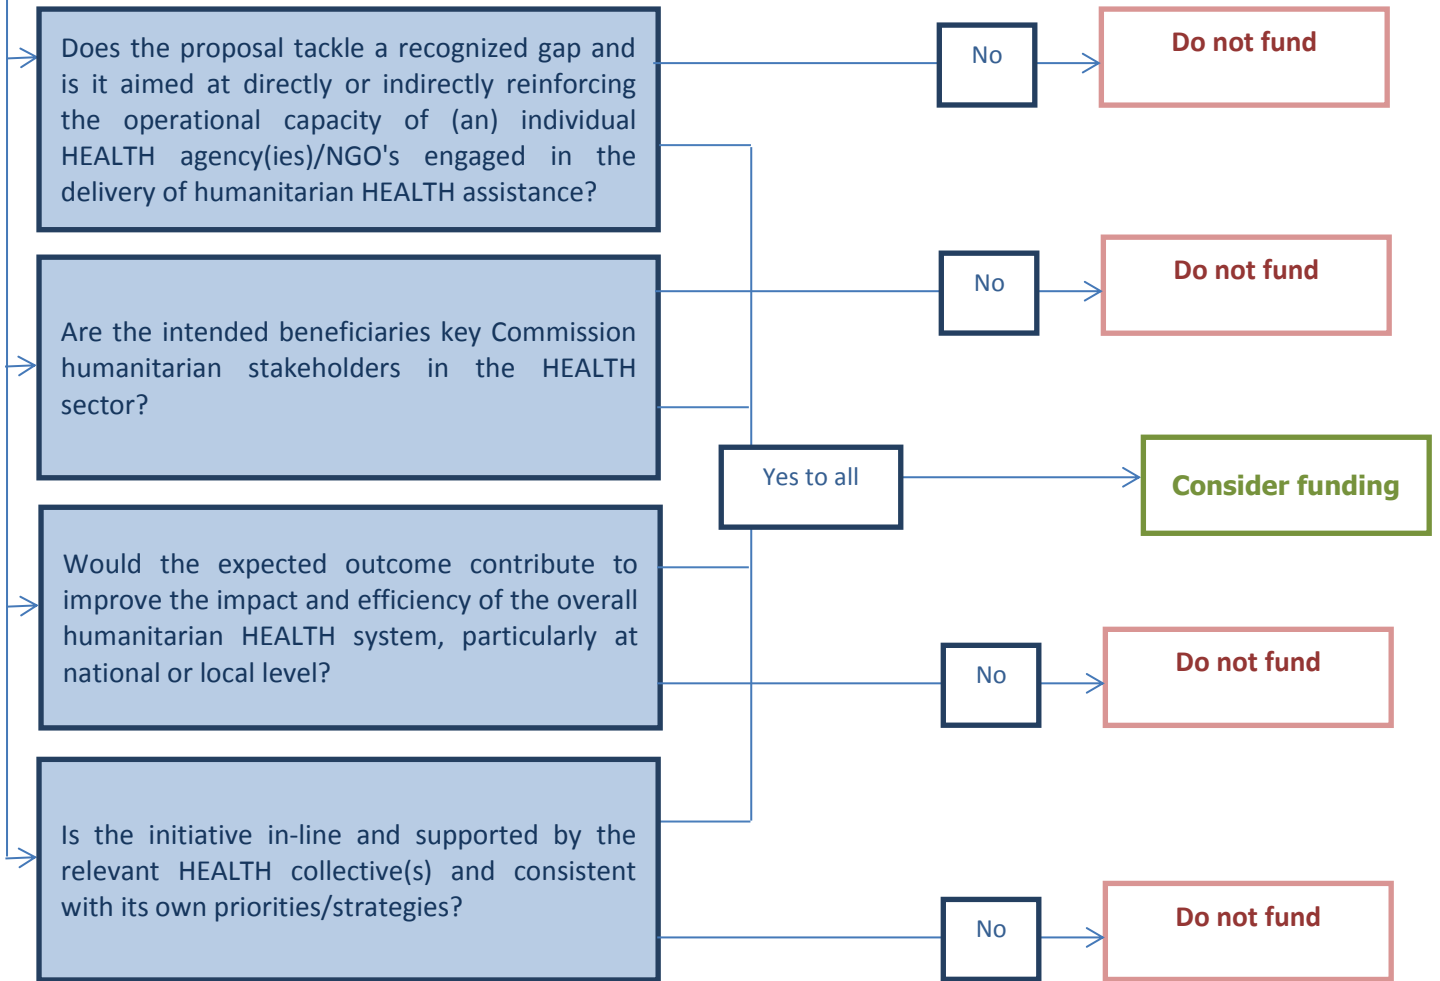 Does the proposal tackle a recognized gap and
is it aimed at directly or indirectly reinforcing
the operational capacity of (an) individual
HEALTH agency(ies)/NGO's engaged in the
delivery of humanitarian HEALTH assistance?
No
Do not fund
Are the intended beneficiaries key Commission
humanitarian stakeholders in the HEALTH
sector?
No
Do not fund
Yes to all
Consider funding
Would the expected outcome contribute to
improve the impact and efficiency of the overall
humanitarian HEALTH system, particularly at
national or local level?
No
Do not fund
Is the initiative in-line and supported by the
relevant HEALTH collective(s) and consistent
with its own priorities/strategies?
No
Do not fund